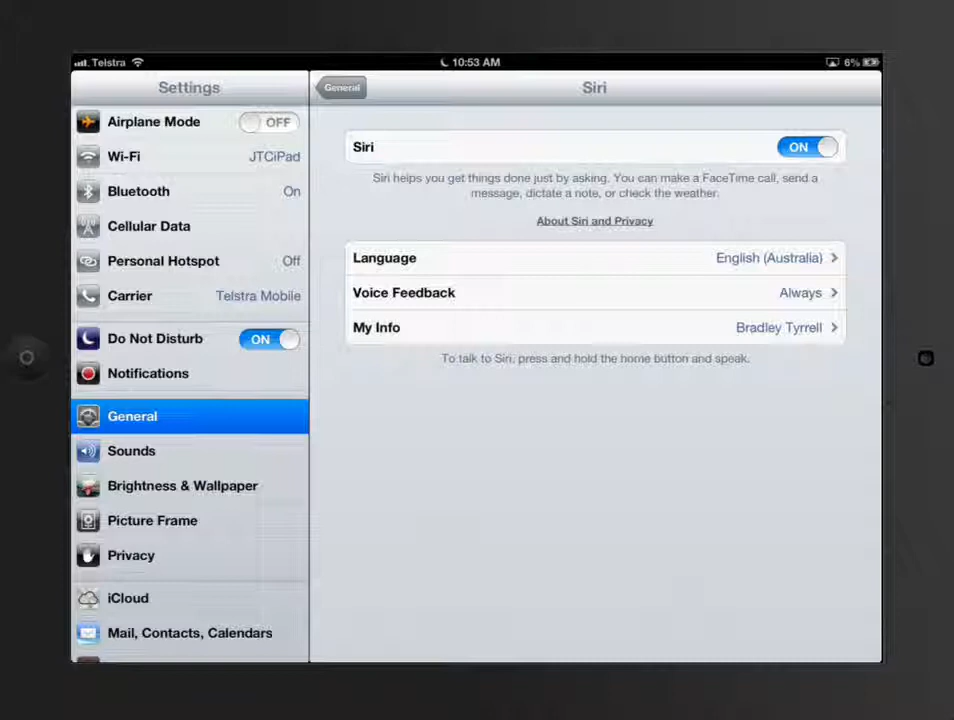 Telstra 10:53 AM 6%
Settings
Airplane Mode OFF
Wi-Fi JTCiPad
Bluetooth On
Cellular Data
Personal Hotspot Off
Carrier Telstra Mobile
Do Not Disturb ON
Notifications
General
Sounds
Brightness & Wallpaper
Picture Frame
Privacy
iCloud
Mail, Contacts, Calendars
General Siri
Siri ON
Siri helps you get things done just by asking. You can make a FaceTime call, send a
message, dictate a note, or check the weather.
About Siri and Privacy
Language English (Australia)
Voice Feedback Always
My Info Bradley Tyrrell
To talk to Siri, press and hold the home button and speak.